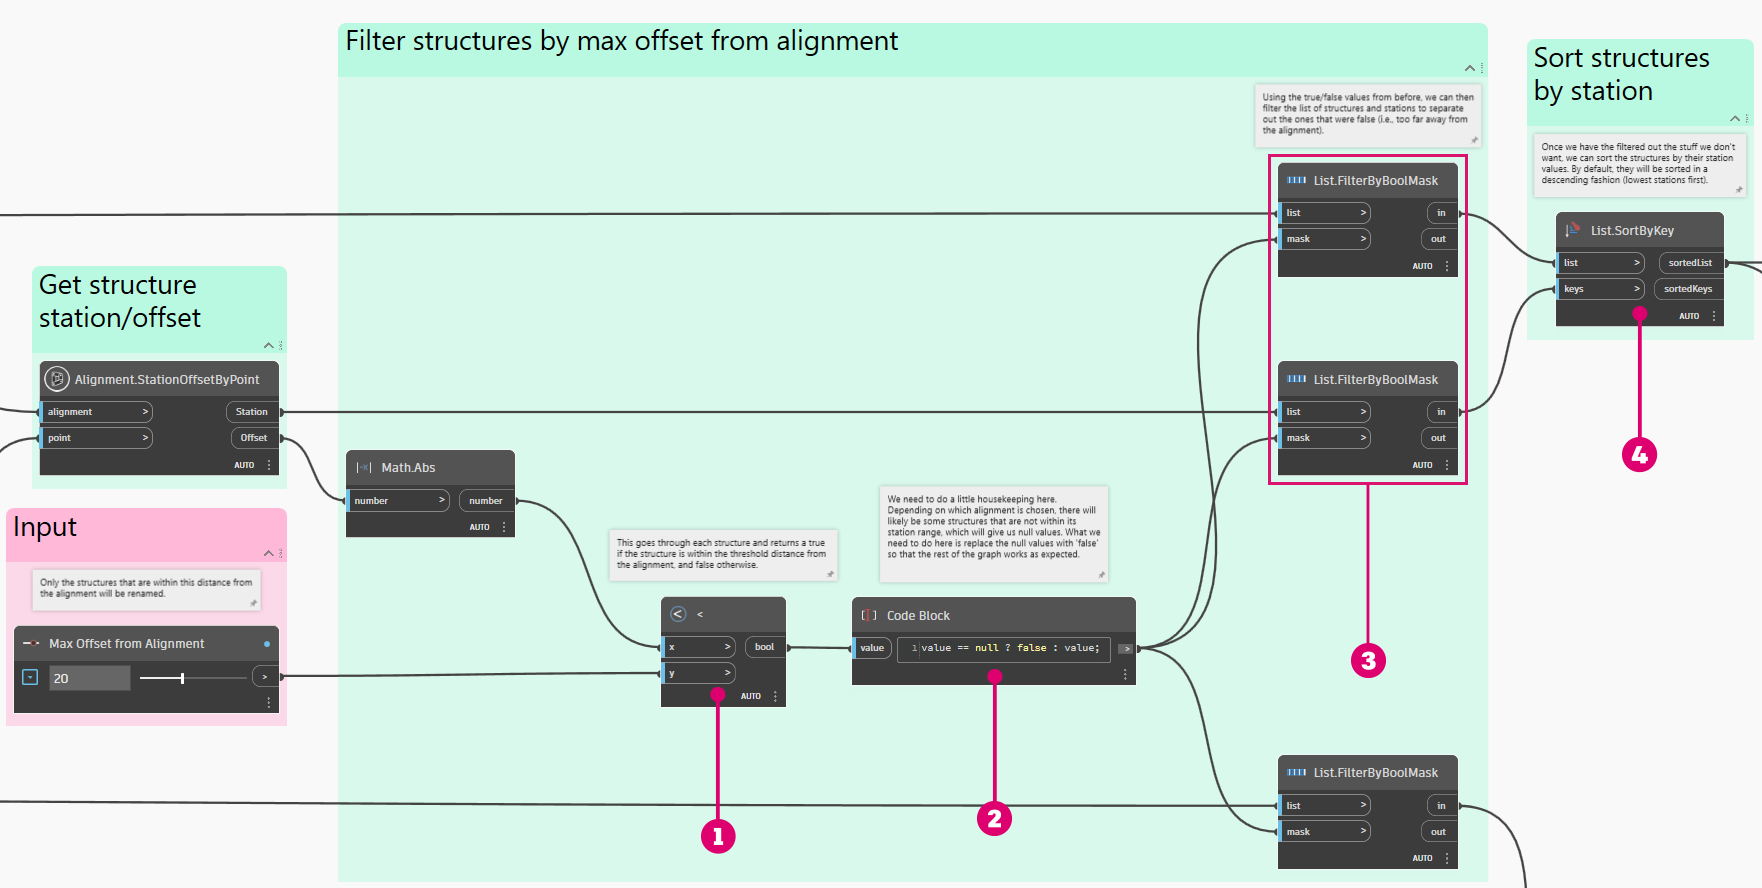 Filter structures by max offset from alignment
Using the true/false values from before, we can then
filter the list of structures and stations to separate
out the ones that were false (i.e., too far away from
the alignment).
Sort structures
by station
Once we have the filtered out the stuff we don't
want, we can sort the structures by their station
values. By default, they will be sorted in a
descending fashion (lowest stations first).
List.FilterByBoolMask
list > in
mask > out
AUTO
List.SortByKey
list > sortedList
keys > sortedKeys
AUTO
4
Get structure
station/offset
Alignment.StationOffsetByPoint
alignment > Station
point > Offset
AUTO
List.FilterByBoolMask
list > in
mask > out
AUTO
3
Input
Only the structures that are within this distance from
the alignment will be renamed.
Max Offset from Alignment
20 >
|-x| Math.Abs
number > number
AUTO
This goes through each structure and returns a true
if the structure is within the threshold distance from
the alignment, and false otherwise.
< <
x > bool
y >
AUTO
1
We need to do a little housekeeping here.
Depending on which alignment is chosen, there will
likely be some structures that are not within its
station range, which will give us null values. What we
need to do here is replace the null values with 'false'
so that the rest of the graph works as expected.
Code Block
value 1 value == null ? false : value; >
2
List.FilterByBoolMask
list > in
mask > out
AUTO